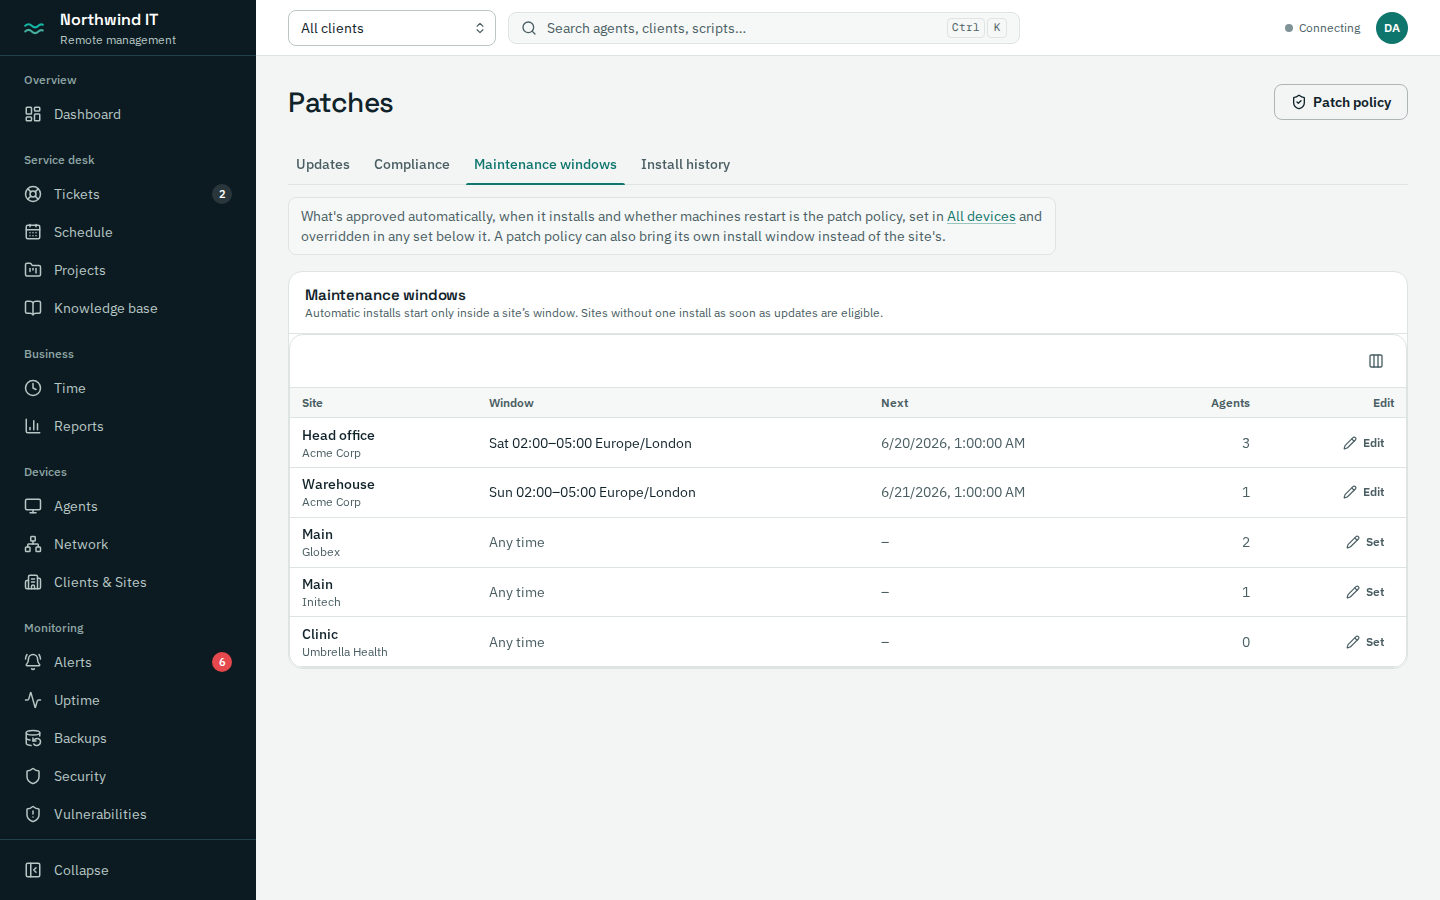 Northwind IT
Remote management
Overview
Dashboard
Service desk
Tickets
2
Schedule
Projects
Knowledge base
Business
Time
Reports
Devices
Agents
Network
Clients & Sites
Monitoring
Alerts
6
Uptime
Backups
Security
Vulnerabilities
Collapse
All clients
Search agents, clients, scripts...
Ctrl K
Connecting
DA
Patches
Patch policy
Updates
Compliance
Maintenance windows
Install history
What's approved automatically, when it installs and whether machines restart is the patch policy, set in All devices and
overridden in any set below it. A patch policy can also bring its own install window instead of the site's.
Maintenance windows
Automatic installs start only inside a site's window. Sites without one install as soon as updates are eligible.
Site Window Next Agents Edit
Head office
Acme Corp
Sat 02:00–05:00 Europe/London
6/20/2026, 1:00:00 AM
3
Edit
Warehouse
Acme Corp
Sun 02:00–05:00 Europe/London
6/21/2026, 1:00:00 AM
1
Edit
Main
Globex
Any time
–
2
Set
Main
Initech
Any time
–
1
Set
Clinic
Umbrella Health
Any time
–
0
Set